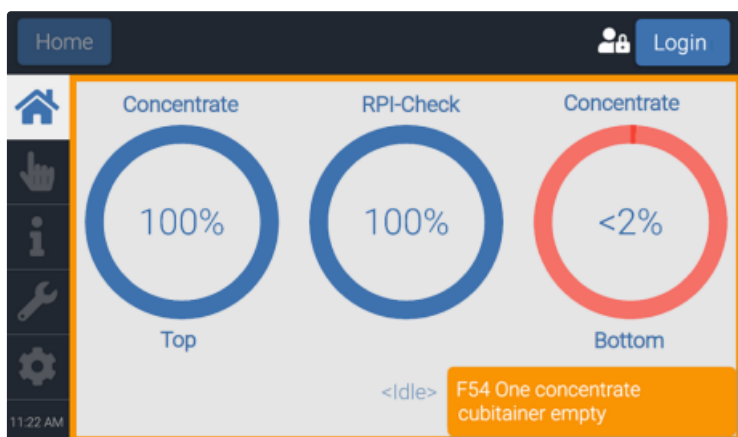 Home
Login
Concentrate
RPI-Check
Concentrate
100%
100%
<2%
Top
Bottom
<Idle>
F54 One concentrate
cubitainer empty
11:22 AM